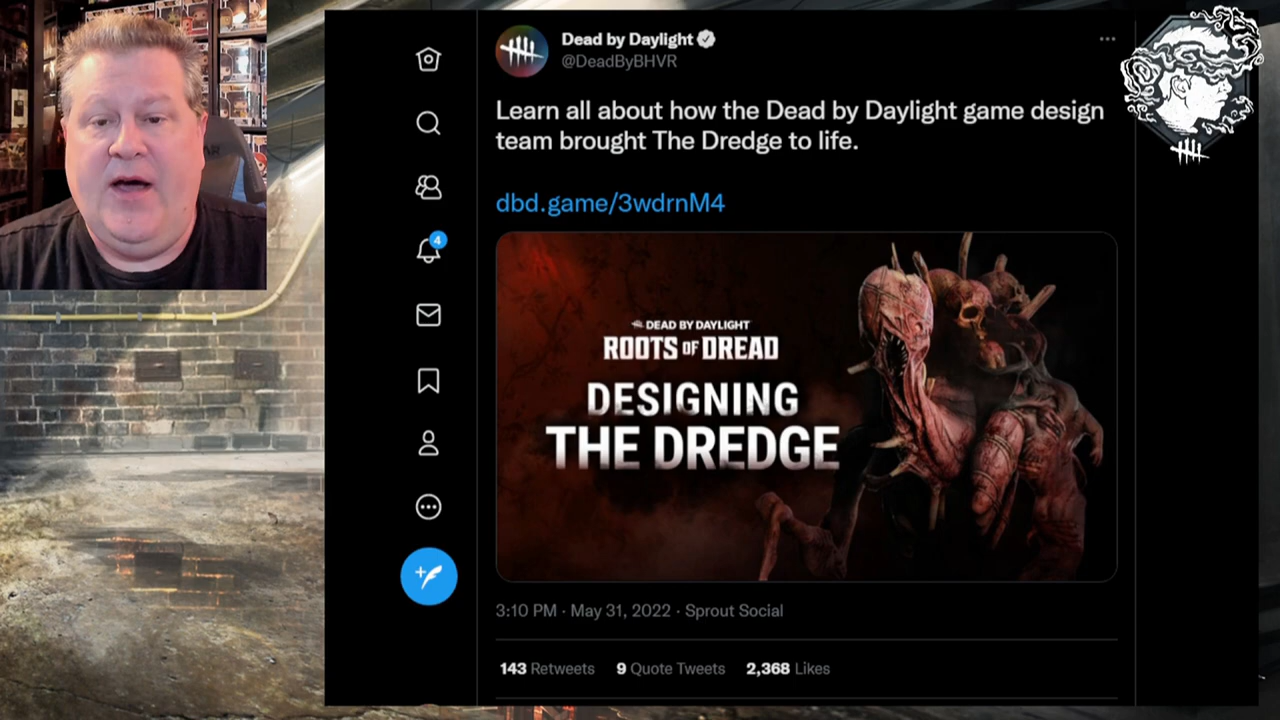 Dead by Daylight
@DeadByBHVR
Learn all about how the Dead by Daylight game design
team brought The Dredge to life.
dbd.game/3wdrnM4
4
DEAD BY DAYLIGHT
ROOTS OF DREAD
DESIGNING
THE DREDGE
3:10 PM · May 31, 2022 · Sprout Social
143 Retweets 9 Quote Tweets 2,368 Likes